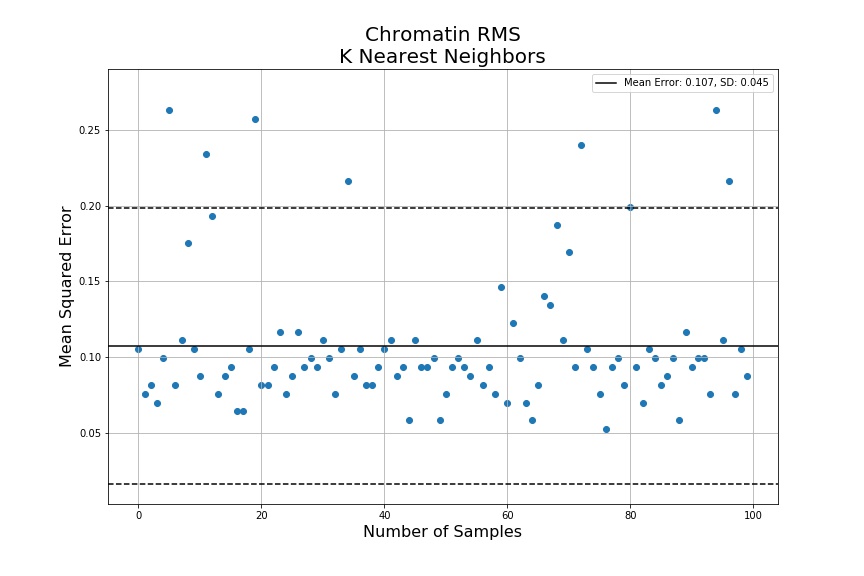 Chromatin RMS
K Nearest Neighbors
Mean Error: 0.107, SD: 0.045
Mean Squared Error
0.25
0.20
0.15
0.10
0.05
0 20 40 60 80 100
Number of Samples